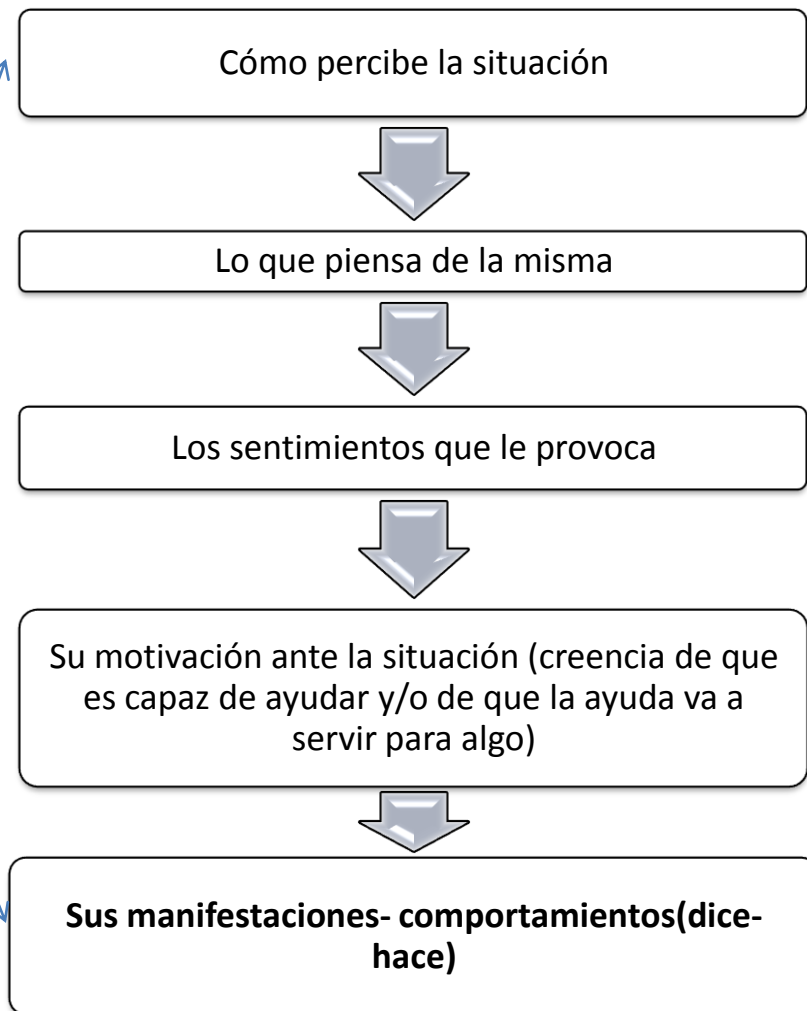 Cómo percibe la situación
Lo que piensa de la misma
Los sentimientos que le provoca
Su motivación ante la situación (creencia de que
es capaz de ayudar y/o de que la ayuda va a
servir para algo)
Sus manifestaciones- comportamientos(dice-
hace)